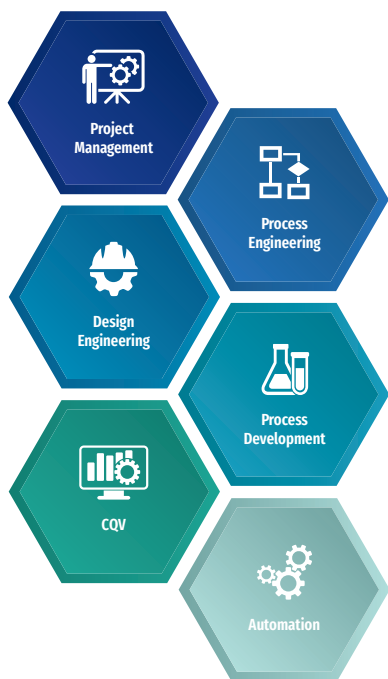 Project
Management
Process
Engineering
Design
Engineering
Process
Development
CQV
Automation